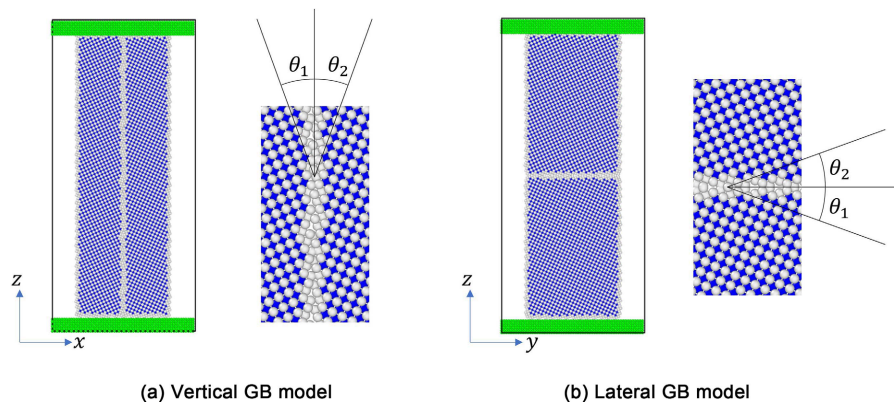 θ₁ θ₂
z
x
(a) Vertical GB model
θ₂
θ₁
z
y
(b) Lateral GB model